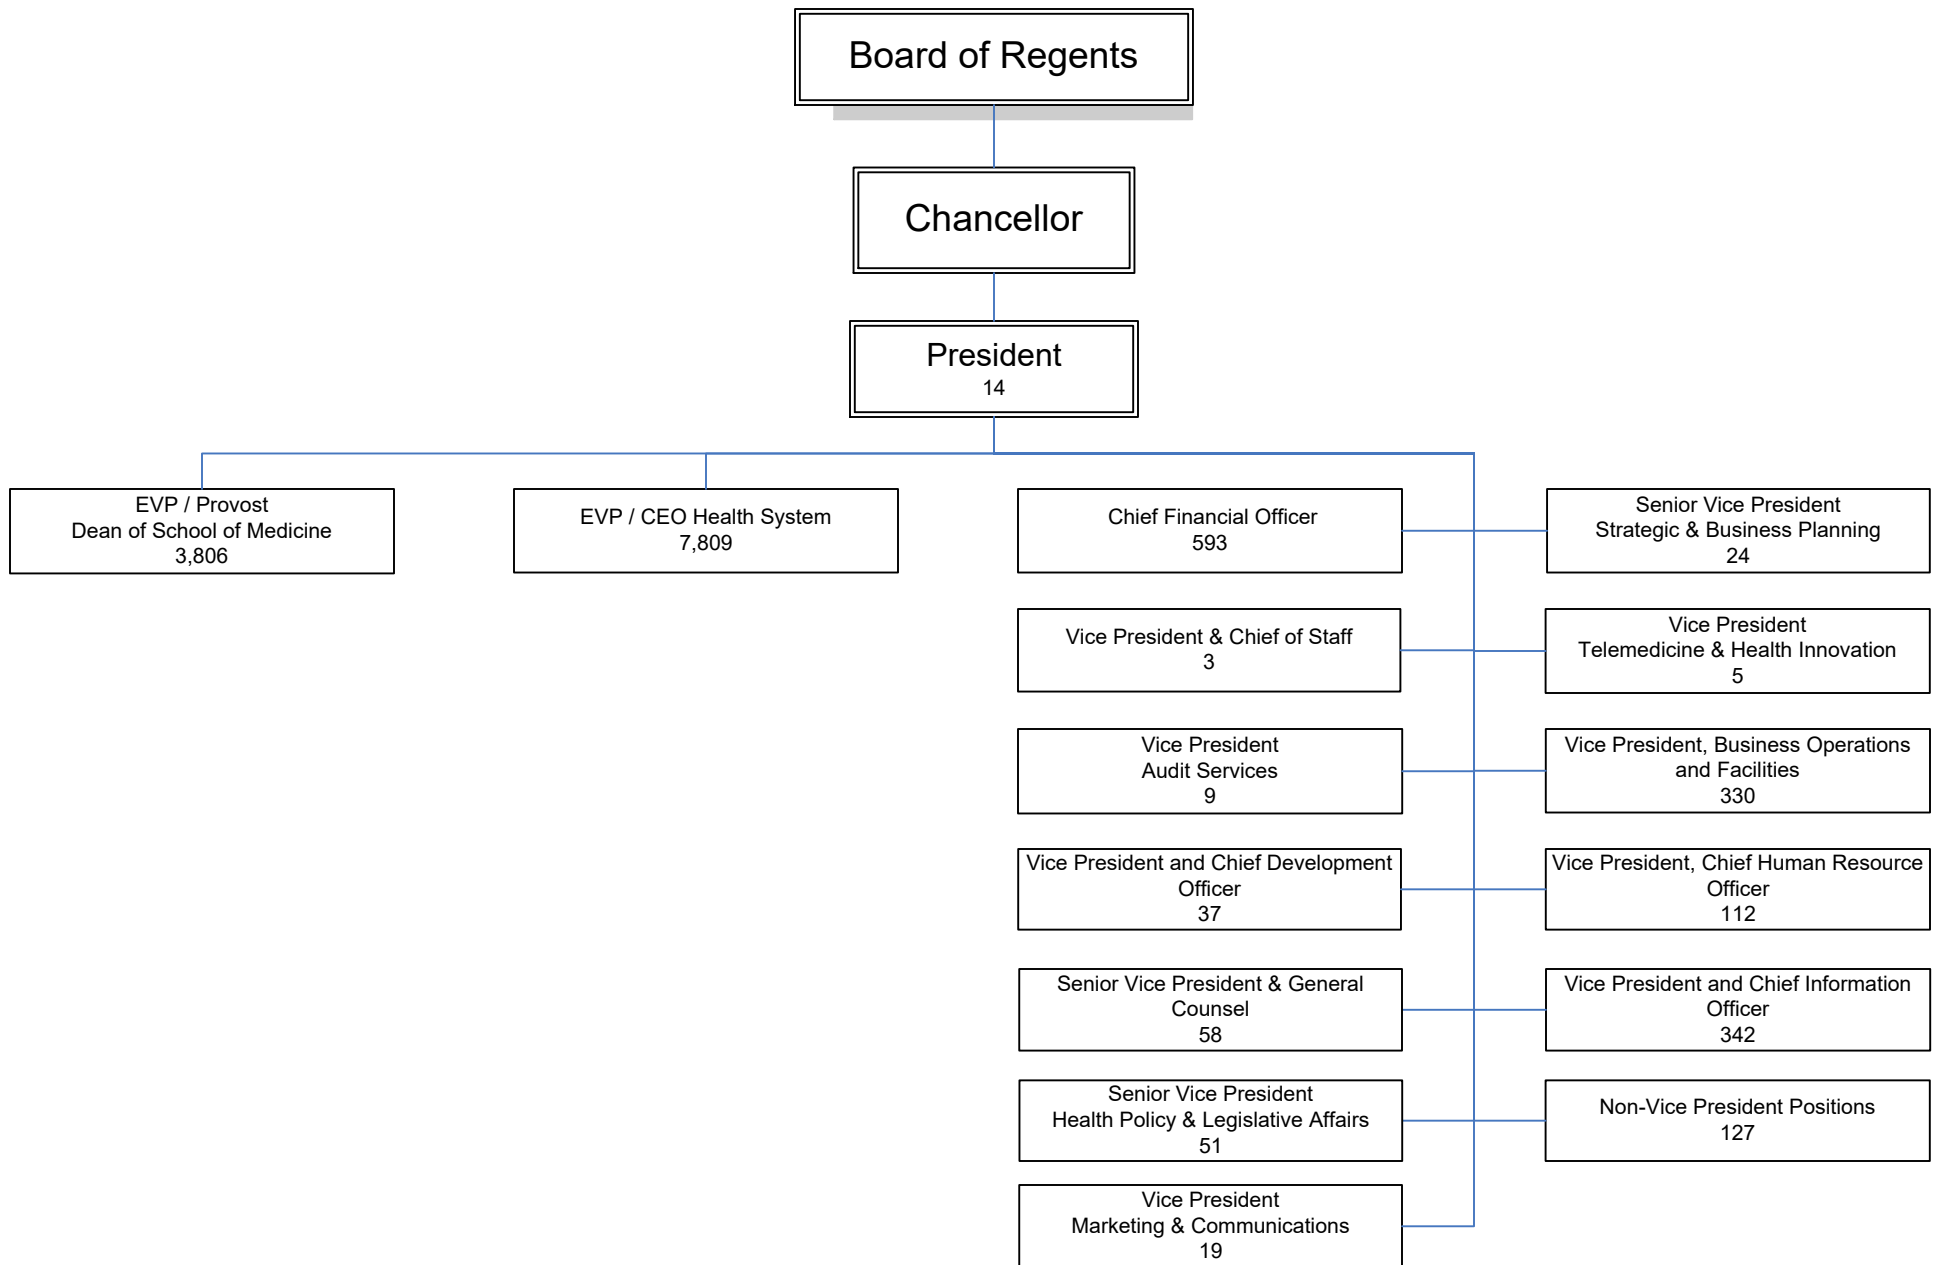 Board of Regents
Chancellor
President
14
EVP / Provost
Dean of School of Medicine
3,806
EVP / CEO Health System
7,809
Chief Financial Officer
593
Senior Vice President
Strategic & Business Planning
24
Vice President & Chief of Staff
3
Vice President
Telemedicine & Health Innovation
5
Vice President
Audit Services
9
Vice President, Business Operations
and Facilities
330
Vice President and Chief Development
Officer
37
Vice President, Chief Human Resource
Officer
112
Senior Vice President & General
Counsel
58
Vice President and Chief Information
Officer
342
Senior Vice President
Health Policy & Legislative Affairs
51
Non-Vice President Positions
127
Vice President
Marketing & Communications
19